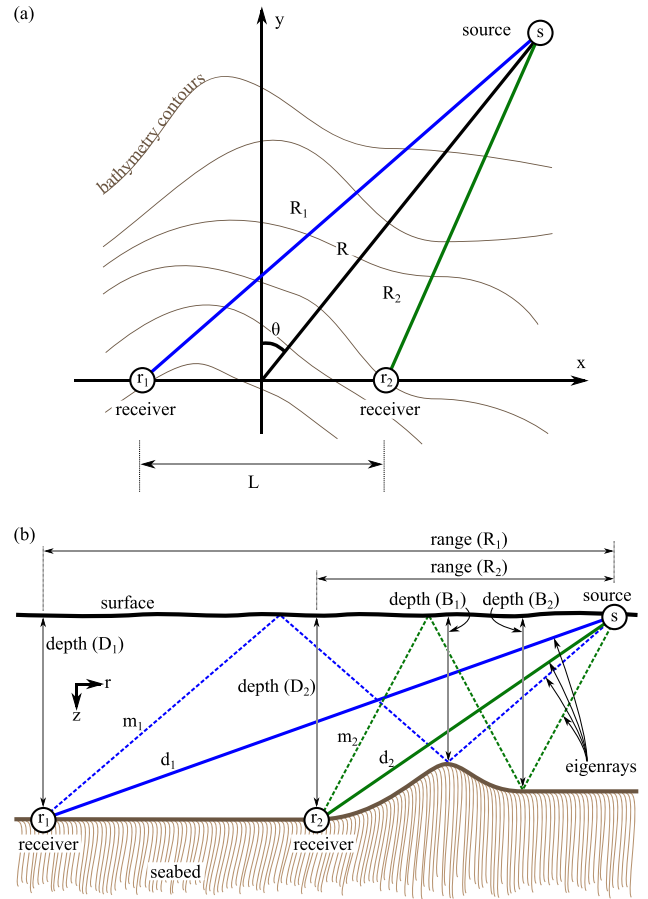 (a)
y
source
s
bathymetry contours
R1
R
R2
θ
x
r1
r2
receiver
receiver
L
(b)
range (R1)
range (R2)
source
surface
depth (B1)
depth (B2)
s
depth (D1)
r
z
depth (D2)
m1
m2
d1
d2
eigenrays
r1
r2
receiver
receiver
seabed